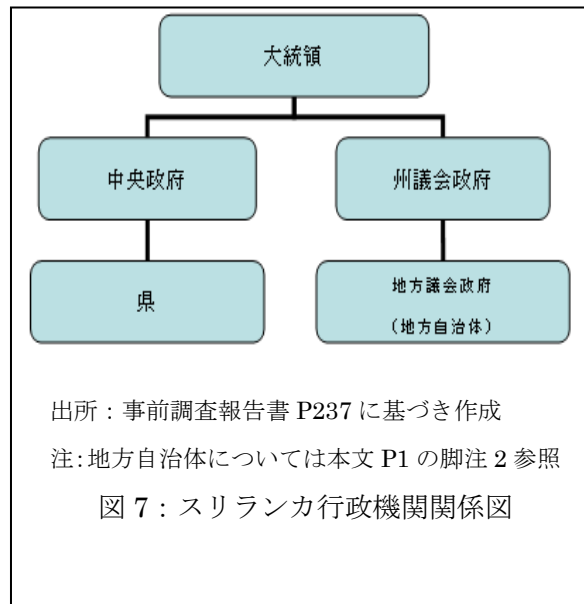 大統領
中央政府
州議会政府
県
地方議会政府
（地方自治体）
出所：事前調査報告書 P237 に基づき作成
注:地方自治体については本文 P1 の脚注 2 参照
図 7：スリランカ行政機関関係図